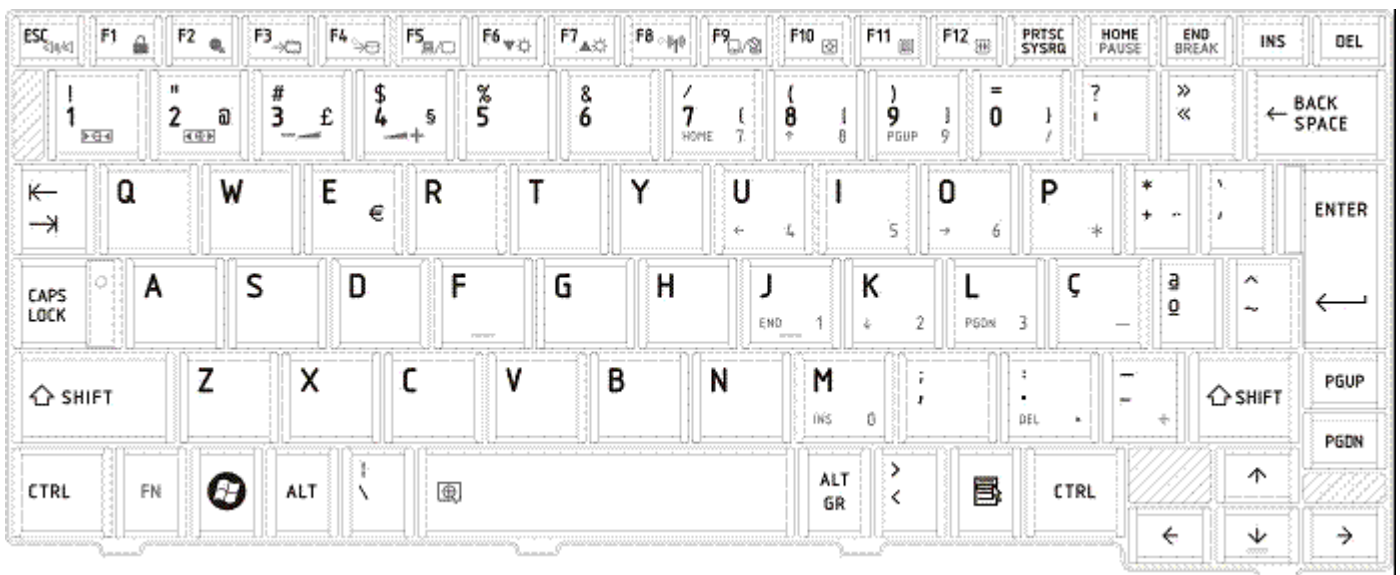 ESC F1 F2 F3 F4 F5 F6 F7 F8 F9 F10 F11 F12 PRTSC HOME END INS DEL
SYSRQ PAUSE BREAK
! " # $ % & / ( ) = ? »
1 2 @ 3 £ 4 § 5 6 7 { 8 [ 9 ] 0 } ' « ← BACK SPACE
HOME 7 ↑ 8 PGUP 9 /
Q W E € R T Y U I O P * + ¨ ` ´ ENTER
← 4 5 → 6 *
CAPS LOCK A S D F G H J K L Ç ª º ^ ~
END 1 ↓ 2 PGDN 3 −
SHIFT Z X C V B N M ; , : . _ - SHIFT PGUP
INS 0 DEL . +
PGDN
CTRL FN ALT | \ ALT GR > < CTRL ↑
← ↓ →